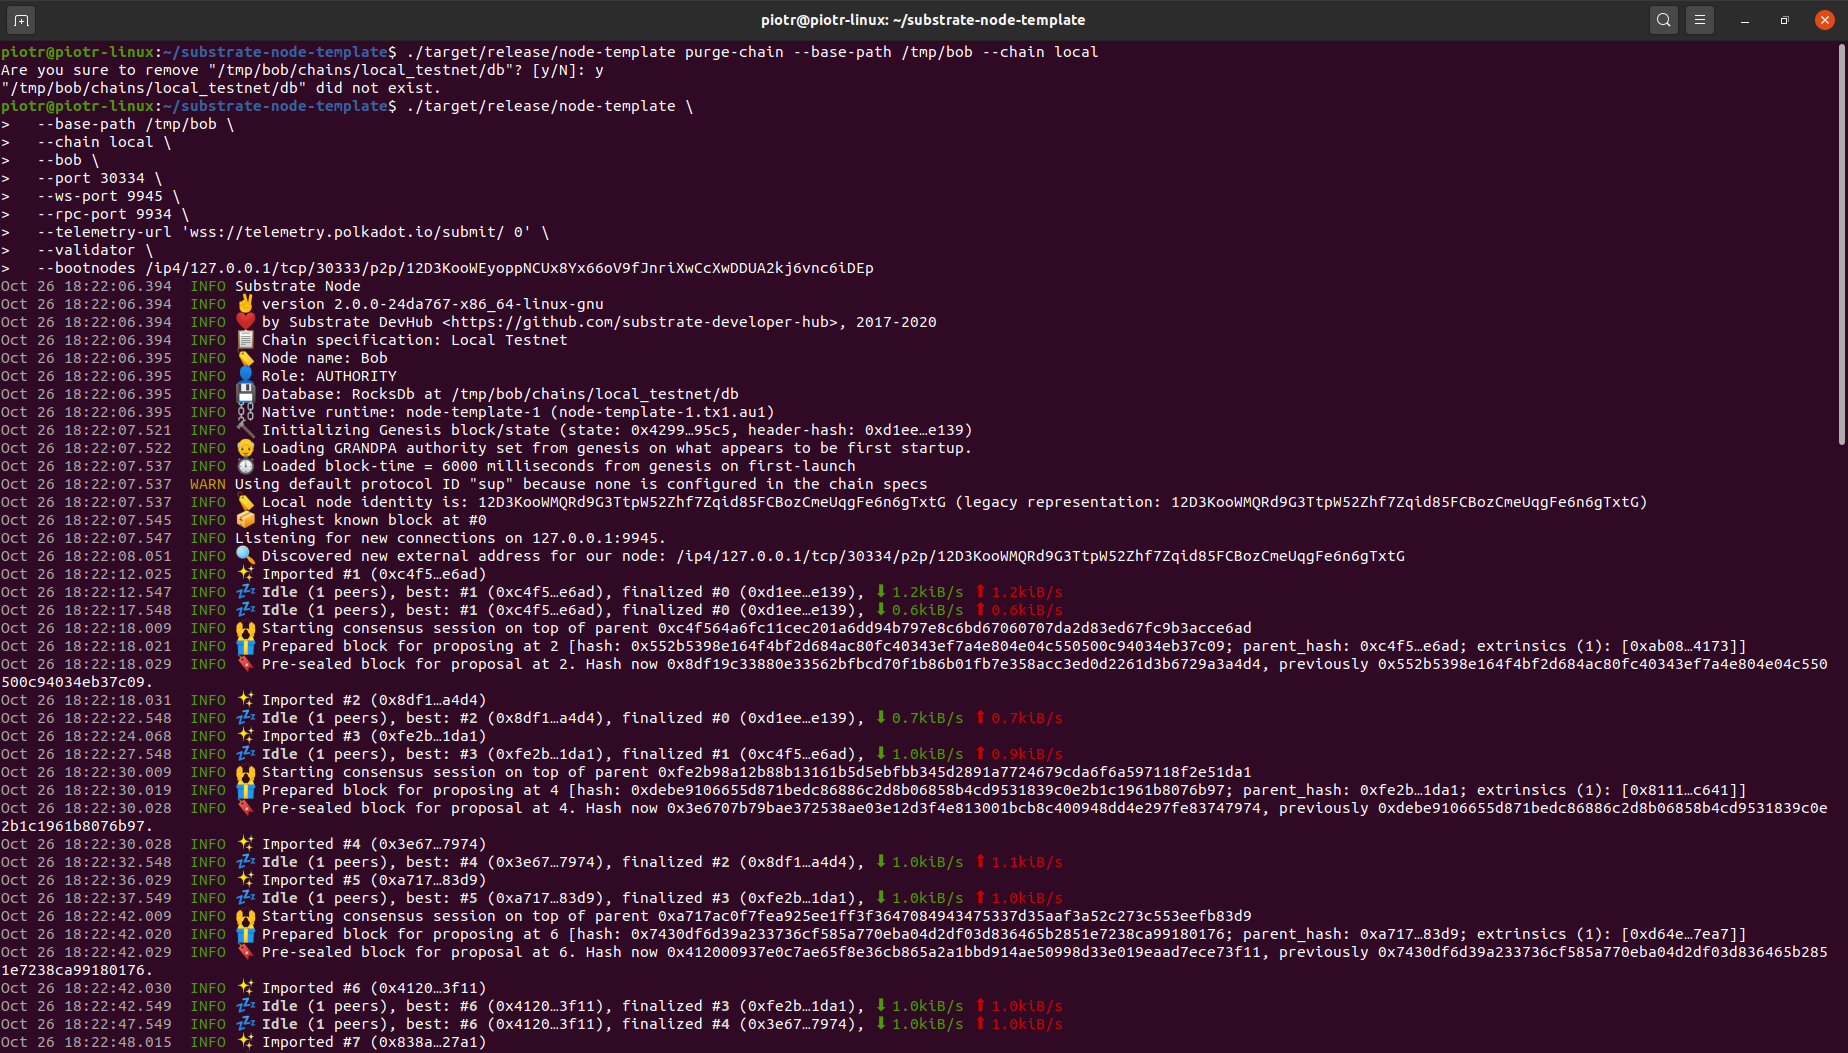 piotr@piotr-linux: ~/substrate-node-template
piotr@piotr-linux:~/substrate-node-template$ ./target/release/node-template purge-chain --base-path /tmp/bob --chain local
Are you sure to remove "/tmp/bob/chains/local_testnet/db"? [y/N]: y
"/tmp/bob/chains/local_testnet/db" did not exist.
piotr@piotr-linux:~/substrate-node-template$ ./target/release/node-template \
>   --base-path /tmp/bob \
>   --chain local \
>   --bob \
>   --port 30334 \
>   --ws-port 9945 \
>   --rpc-port 9934 \
>   --telemetry-url 'wss://telemetry.polkadot.io/submit/ 0' \
>   --validator \
>   --bootnodes /ip4/127.0.0.1/tcp/30333/p2p/12D3KooWEyoppNCUx8Yx66oV9fJnriXwCcXwDDUA2kj6vnc6iDEp
Oct 26 18:22:06.394  INFO Substrate Node
Oct 26 18:22:06.394  INFO ✌️ version 2.0.0-24da767-x86_64-linux-gnu
Oct 26 18:22:06.394  INFO ❤️ by Substrate DevHub <https://github.com/substrate-developer-hub>, 2017-2020
Oct 26 18:22:06.394  INFO 📋 Chain specification: Local Testnet
Oct 26 18:22:06.395  INFO 🏷 Node name: Bob
Oct 26 18:22:06.395  INFO 👤 Role: AUTHORITY
Oct 26 18:22:06.395  INFO 💾 Database: RocksDb at /tmp/bob/chains/local_testnet/db
Oct 26 18:22:06.395  INFO ⛓ Native runtime: node-template-1 (node-template-1.tx1.au1)
Oct 26 18:22:07.521  INFO 🔨 Initializing Genesis block/state (state: 0x4299…95c5, header-hash: 0xd1ee…e139)
Oct 26 18:22:07.522  INFO 👴 Loading GRANDPA authority set from genesis on what appears to be first startup.
Oct 26 18:22:07.537  INFO ⏱ Loaded block-time = 6000 milliseconds from genesis on first-launch
Oct 26 18:22:07.537  WARN Using default protocol ID "sup" because none is configured in the chain specs
Oct 26 18:22:07.537  INFO 🏷 Local node identity is: 12D3KooWMQRd9G3TtpW52Zhf7Zqid85FCBozCmeUqgFe6n6gTxtG (legacy representation: 12D3KooWMQRd9G3TtpW52Zhf7Zqid85FCBozCmeUqgFe6n6gTxtG)
Oct 26 18:22:07.545  INFO 📦 Highest known block at #0
Oct 26 18:22:07.547  INFO Listening for new connections on 127.0.0.1:9945.
Oct 26 18:22:08.051  INFO 🔍 Discovered new external address for our node: /ip4/127.0.0.1/tcp/30334/p2p/12D3KooWMQRd9G3TtpW52Zhf7Zqid85FCBozCmeUqgFe6n6gTxtG
Oct 26 18:22:12.025  INFO ✨ Imported #1 (0xc4f5…e6ad)
Oct 26 18:22:12.547  INFO 💤 Idle (1 peers), best: #1 (0xc4f5…e6ad), finalized #0 (0xd1ee…e139), ⬇ 1.2kiB/s ⬆ 1.2kiB/s
Oct 26 18:22:17.548  INFO 💤 Idle (1 peers), best: #1 (0xc4f5…e6ad), finalized #0 (0xd1ee…e139), ⬇ 0.6kiB/s ⬆ 0.6kiB/s
Oct 26 18:22:18.009  INFO 🙌 Starting consensus session on top of parent 0xc4f564a6fc11cec201a6dd94b797e8c6bd67060707da2d83ed67fc9b3acce6ad
Oct 26 18:22:18.021  INFO 🎁 Prepared block for proposing at 2 [hash: 0x552b5398e164f4bf2d684ac80fc40343ef7a4e804e04c550500c94034eb37c09; parent_hash: 0xc4f5…e6ad; extrinsics (1): [0xab08…4173]]
Oct 26 18:22:18.029  INFO 🔖 Pre-sealed block for proposal at 2. Hash now 0x8df19c33880e33562bfbcd70f1b86b01fb7e358acc3ed0d2261d3b6729a3a4d4, previously 0x552b5398e164f4bf2d684ac80fc40343ef7a4e804e04c550
500c94034eb37c09.
Oct 26 18:22:18.031  INFO ✨ Imported #2 (0x8df1…a4d4)
Oct 26 18:22:22.548  INFO 💤 Idle (1 peers), best: #2 (0x8df1…a4d4), finalized #0 (0xd1ee…e139), ⬇ 0.7kiB/s ⬆ 0.7kiB/s
Oct 26 18:22:24.068  INFO ✨ Imported #3 (0xfe2b…1da1)
Oct 26 18:22:27.548  INFO 💤 Idle (1 peers), best: #3 (0xfe2b…1da1), finalized #1 (0xc4f5…e6ad), ⬇ 1.0kiB/s ⬆ 0.9kiB/s
Oct 26 18:22:30.009  INFO 🙌 Starting consensus session on top of parent 0xfe2b98a12b88b13161b5d5ebfbb345d2891a7724679cda6f6a597118f2e51da1
Oct 26 18:22:30.019  INFO 🎁 Prepared block for proposing at 4 [hash: 0xdebe9106655d871bedc86886c2d8b06858b4cd9531839c0e2b1c1961b8076b97; parent_hash: 0xfe2b…1da1; extrinsics (1): [0x8111…c641]]
Oct 26 18:22:30.028  INFO 🔖 Pre-sealed block for proposal at 4. Hash now 0x3e6707b79bae372538ae03e12d3f4e813001bcb8c400948dd4e297fe83747974, previously 0xdebe9106655d871bedc86886c2d8b06858b4cd9531839c0e
2b1c1961b8076b97.
Oct 26 18:22:30.028  INFO ✨ Imported #4 (0x3e67…7974)
Oct 26 18:22:32.548  INFO 💤 Idle (1 peers), best: #4 (0x3e67…7974), finalized #2 (0x8df1…a4d4), ⬇ 1.0kiB/s ⬆ 1.1kiB/s
Oct 26 18:22:36.029  INFO ✨ Imported #5 (0xa717…83d9)
Oct 26 18:22:37.549  INFO 💤 Idle (1 peers), best: #5 (0xa717…83d9), finalized #3 (0xfe2b…1da1), ⬇ 1.0kiB/s ⬆ 1.0kiB/s
Oct 26 18:22:42.009  INFO 🙌 Starting consensus session on top of parent 0xa717ac0f7fea925ee1ff3f3647084943475337d35aaf3a52c273c553eefb83d9
Oct 26 18:22:42.020  INFO 🎁 Prepared block for proposing at 6 [hash: 0x7430df6d39a233736cf585a770eba04d2df03d836465b2851e7238ca99180176; parent_hash: 0xa717…83d9; extrinsics (1): [0xd64e…7ea7]]
Oct 26 18:22:42.029  INFO 🔖 Pre-sealed block for proposal at 6. Hash now 0x412000937e0c7ae65f8e36cb865a2a1bbd914ae50998d33e019eaad7ece73f11, previously 0x7430df6d39a233736cf585a770eba04d2df03d836465b285
1e7238ca99180176.
Oct 26 18:22:42.030  INFO ✨ Imported #6 (0x4120…3f11)
Oct 26 18:22:42.549  INFO 💤 Idle (1 peers), best: #6 (0x4120…3f11), finalized #3 (0xfe2b…1da1), ⬇ 1.0kiB/s ⬆ 1.0kiB/s
Oct 26 18:22:47.549  INFO 💤 Idle (1 peers), best: #6 (0x4120…3f11), finalized #4 (0x3e67…7974), ⬇ 1.0kiB/s ⬆ 1.0kiB/s
Oct 26 18:22:48.015  INFO ✨ Imported #7 (0x838a…27a1)